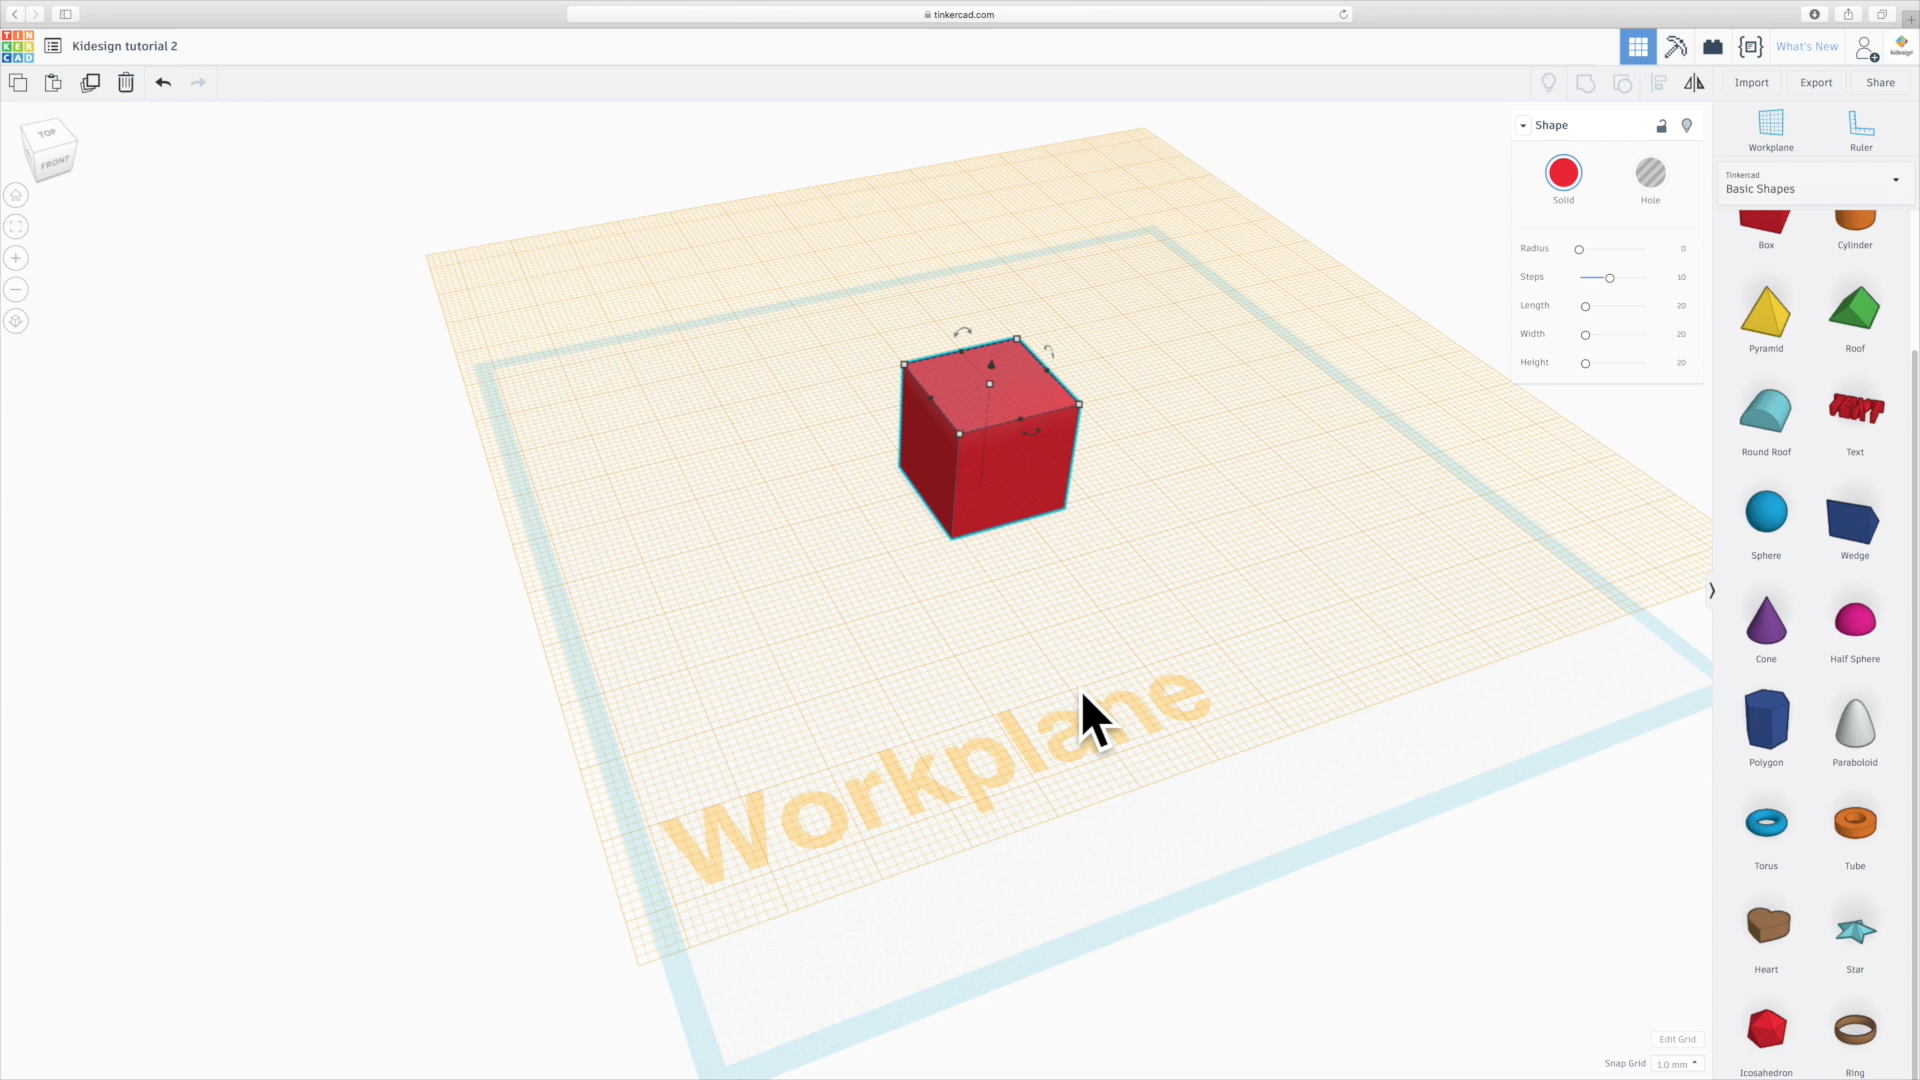 tinkercad.com
TIN
KER
CAD
Kidesign tutorial 2
What's New
kidesign
Import
Export
Share
TOP
FRONT
Shape
Solid
Hole
Radius 0
Steps 10
Length 20
Width 20
Height 20
Workplane
Ruler
Tinkercad
Basic Shapes
Box
Cylinder
Pyramid
Roof
Round Roof
TEXT
Text
Sphere
Wedge
Cone
Half Sphere
Polygon
Paraboloid
Torus
Tube
Heart
Star
Icosahedron
Ring
Workplane
Edit Grid
Snap Grid 1.0 mm